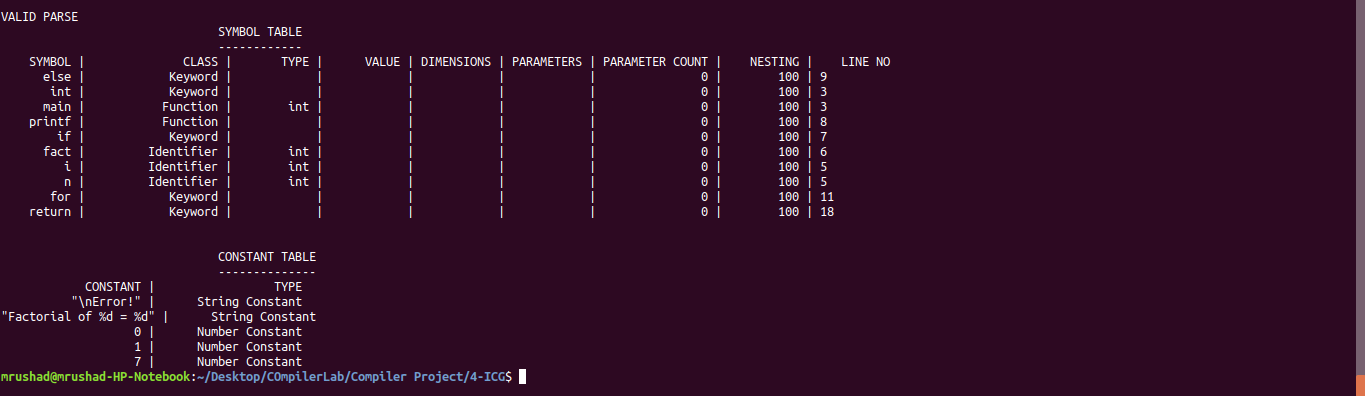 VALID PARSE
SYMBOL TABLE
------------
SYMBOL | CLASS | TYPE | VALUE | DIMENSIONS | PARAMETERS | PARAMETER COUNT | NESTING | LINE NO
else | Keyword | | | | | 0 | 100 | 9
int | Keyword | | | | | 0 | 100 | 3
main | Function | int | | | | 0 | 100 | 3
printf | Function | | | | | 0 | 100 | 8
if | Keyword | | | | | 0 | 100 | 7
fact | Identifier | int | | | | 0 | 100 | 6
i | Identifier | int | | | | 0 | 100 | 5
n | Identifier | int | | | | 0 | 100 | 5
for | Keyword | | | | | 0 | 100 | 11
return | Keyword | | | | | 0 | 100 | 18
CONSTANT TABLE
--------------
CONSTANT | TYPE
"\nError!" | String Constant
"Factorial of %d = %d" | String Constant
0 | Number Constant
1 | Number Constant
7 | Number Constant
mrushad@mrushad-HP-Notebook:~/Desktop/COmpilerLab/Compiler Project/4-ICG$